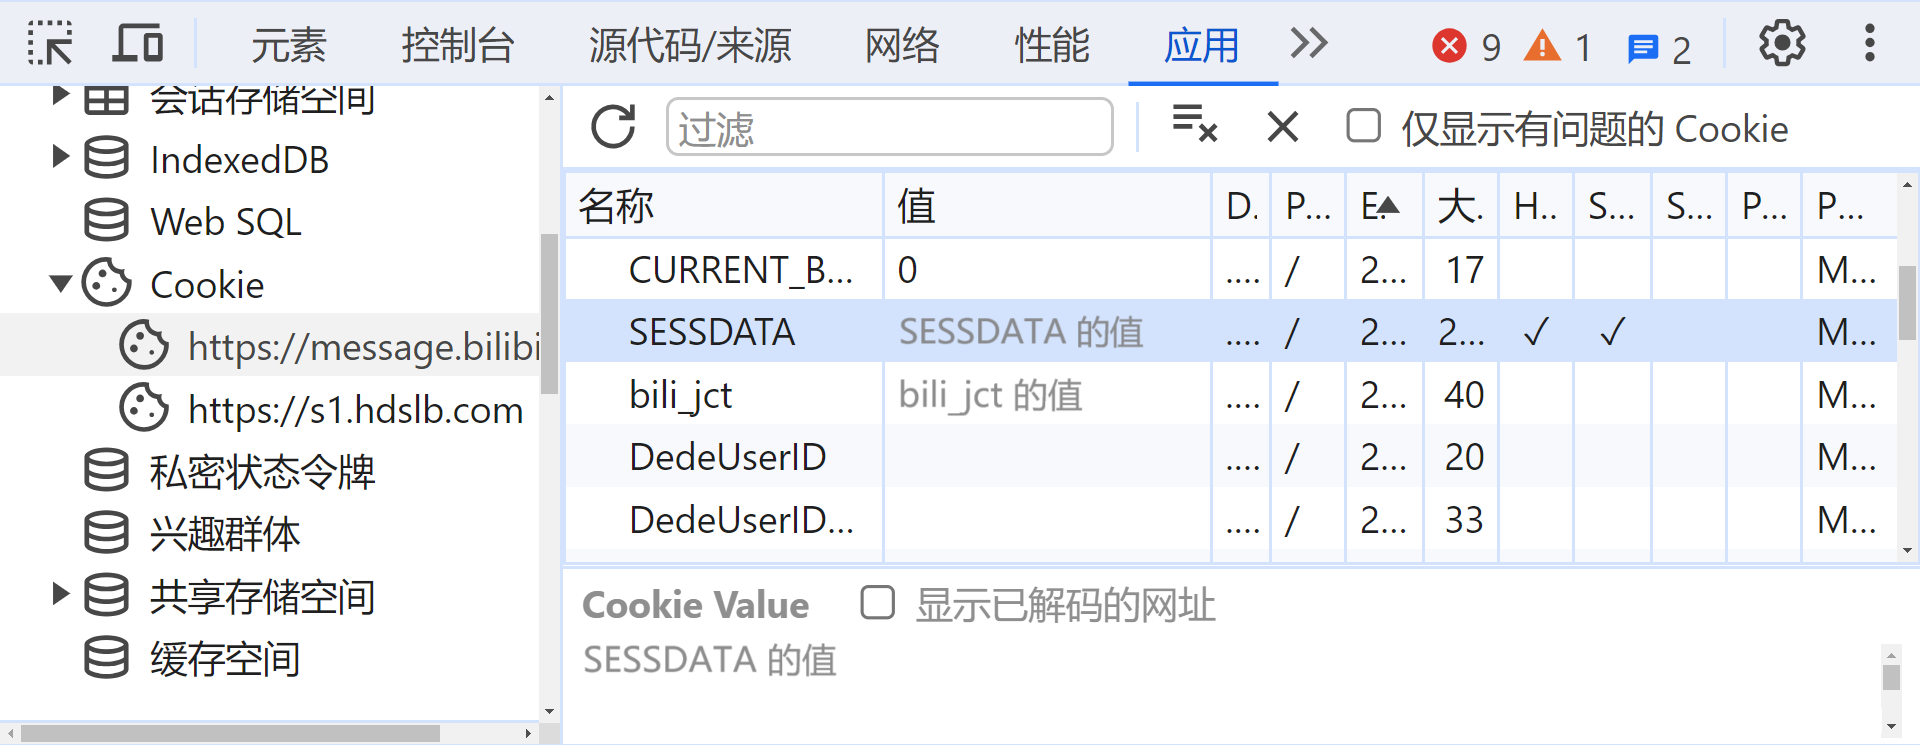 元素 控制台 源代码/来源 网络 性能 应用 9 1 2
会话存储空间
IndexedDB
Web SQL
Cookie
https://message.bilibi
https://s1.hdslb.com
私密状态令牌
兴趣群体
共享存储空间
缓存空间
过滤 仅显示有问题的 Cookie
名称 值 D. P... E. 大. H.. S... S... P... P...
CURRENT_B... 0 .... / 2... 17 M...
SESSDATA SESSDATA 的值 .... / 2... 2... ✓ ✓ M...
bili_jct bili_jct 的值 .... / 2... 40 M...
DedeUserID .... / 2... 20 M...
DedeUserID... .... / 2... 33 M...
Cookie Value 显示已解码的网址
SESSDATA 的值